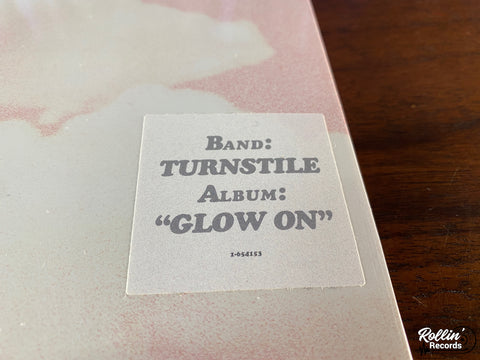 BAND:
TURNSTILE
ALBUM:
“GLOW ON”
1-654153
Rollin'
Records